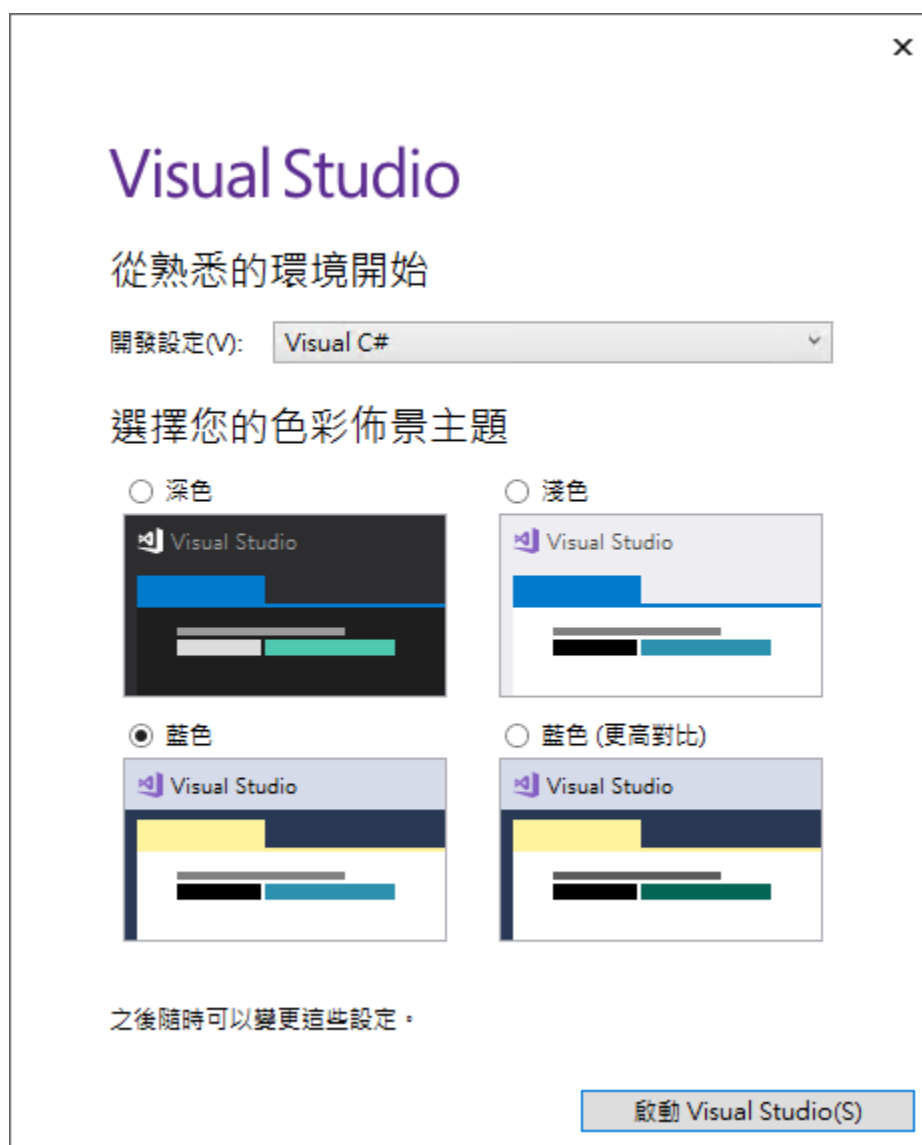 Visual Studio
從熟悉的環境開始
開發設定(V): Visual C#
選擇您的色彩佈景主題
深色 淺色
Visual Studio Visual Studio
藍色 藍色 (更高對比)
Visual Studio Visual Studio
之後隨時可以變更這些設定。
啟動 Visual Studio(S)